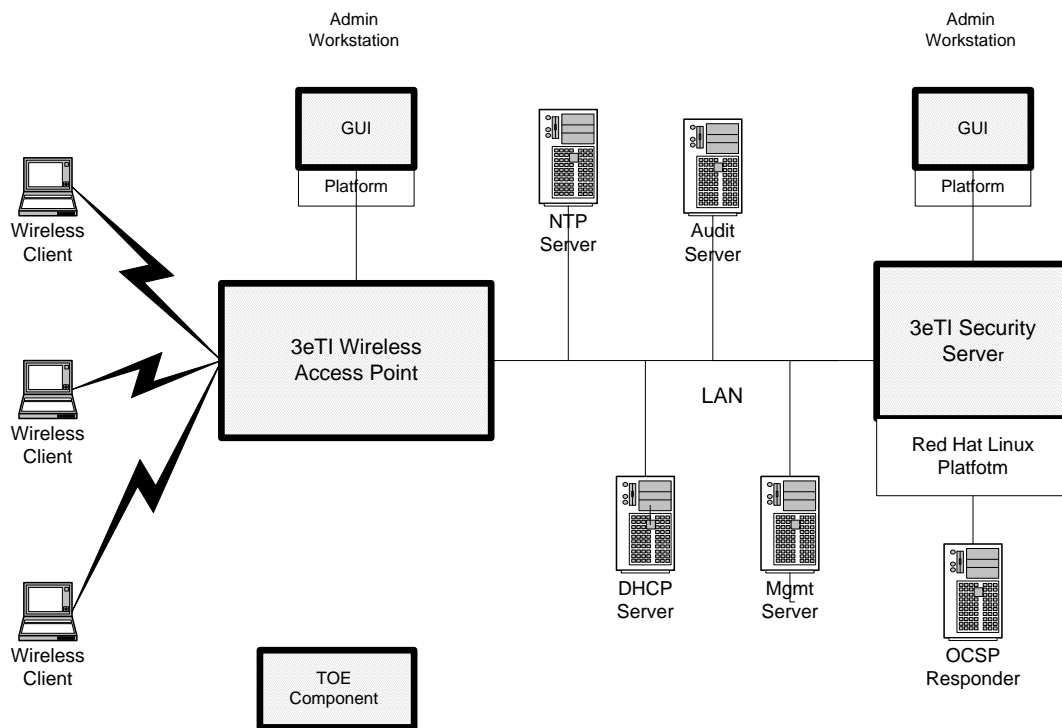 Admin
Workstation
Admin
Workstation
GUI
Platform
GUI
Platform
NTP
Server
Audit
Server
Wireless
Client
3eTI Wireless
Access Point
3eTI Security
Server
LAN
Wireless
Client
Red Hat Linux
Platfotm
DHCP
Server
Mgmt
Server
Wireless
Client
OCSP
Responder
TOE
Component